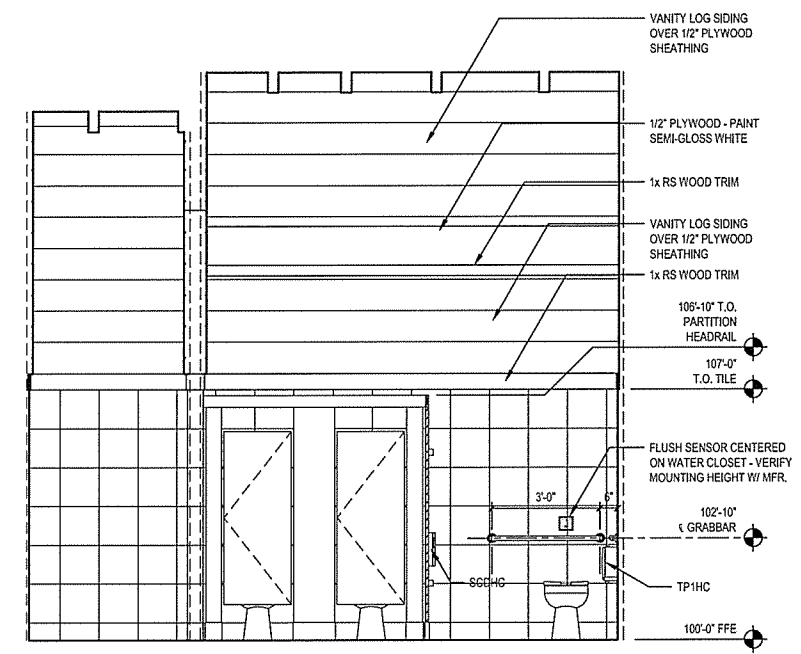 VANITY LOG SIDING
OVER 1/2" PLYWOOD
SHEATHING
1/2" PLYWOOD - PAINT
SEMI-GLOSS WHITE
1x RS WOOD TRIM
VANITY LOG SIDING
OVER 1/2" PLYWOOD
SHEATHING
1x RS WOOD TRIM
106'-10" T.O.
PARTITION
HEADRAIL
107'-0"
T.O. TILE
FLUSH SENSOR CENTERED
ON WATER CLOSET - VERIFY
MOUNTING HEIGHT W/ MFR.
3'-0"
6"
102'-10"
℄ GRABBAR
SCDHC
TP1HC
100'-0" FFE